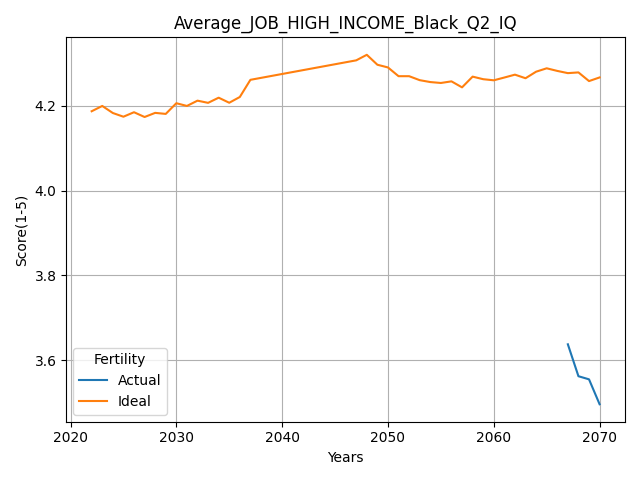 Average_JOB_HIGH_INCOME_Black_Q2_IQ
Score(1-5)
4.2
4.0
3.8
3.6
Fertility
Actual
Ideal
2020
2030
2040
2050
2060
2070
Years